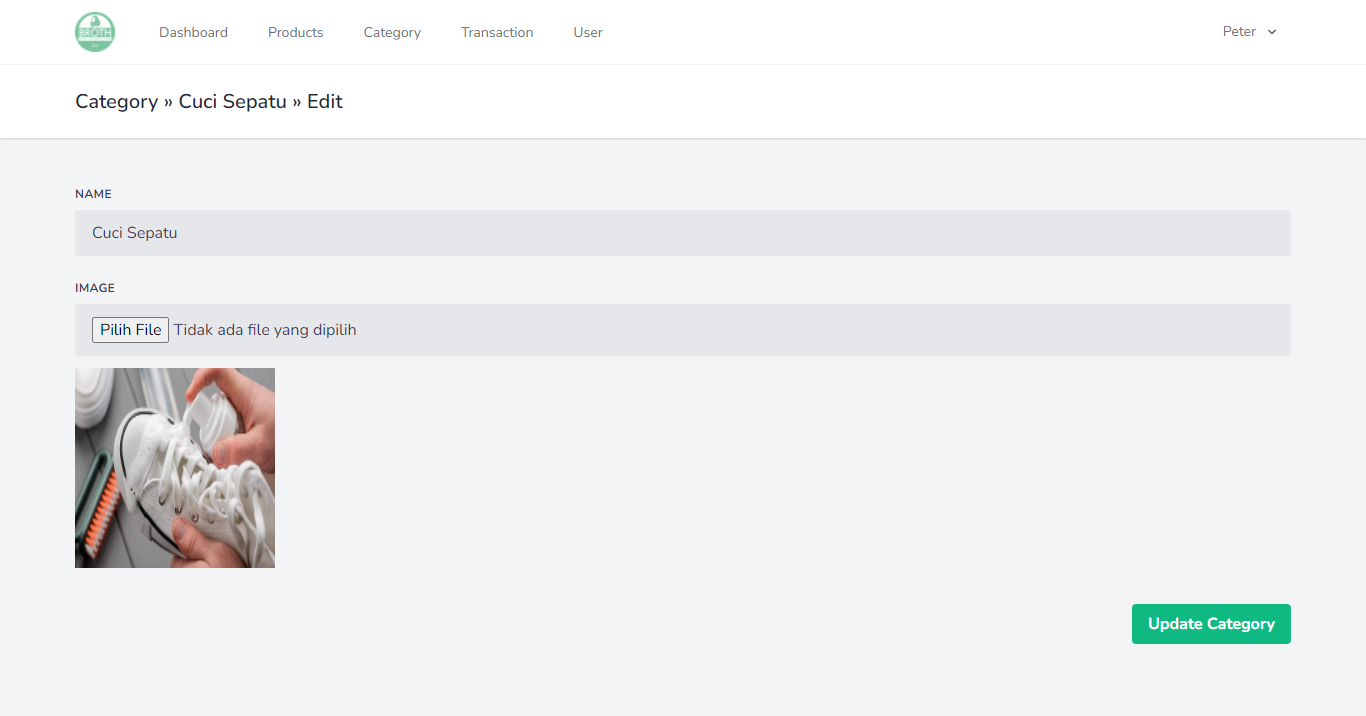 BROTH
Dashboard Products Category Transaction User Peter
Category » Cuci Sepatu » Edit
NAME
Cuci Sepatu
IMAGE
Pilih File Tidak ada file yang dipilih
Update Category